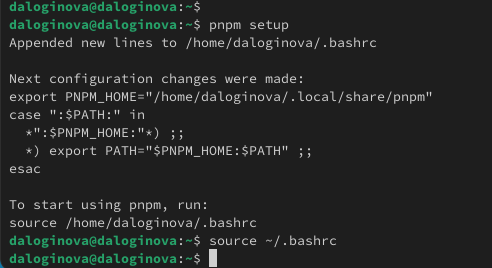 daloginova@daloginova:~$
daloginova@daloginova:~$ pnpm setup
Appended new lines to /home/daloginova/.bashrc

Next configuration changes were made:
export PNPM_HOME="/home/daloginova/.local/share/pnpm"
case ":$PATH:" in
  *":$PNPM_HOME:"*) ;;
  *) export PATH="$PNPM_HOME:$PATH" ;;
esac

To start using pnpm, run:
source /home/daloginova/.bashrc
daloginova@daloginova:~$ source ~/.bashrc
daloginova@daloginova:~$